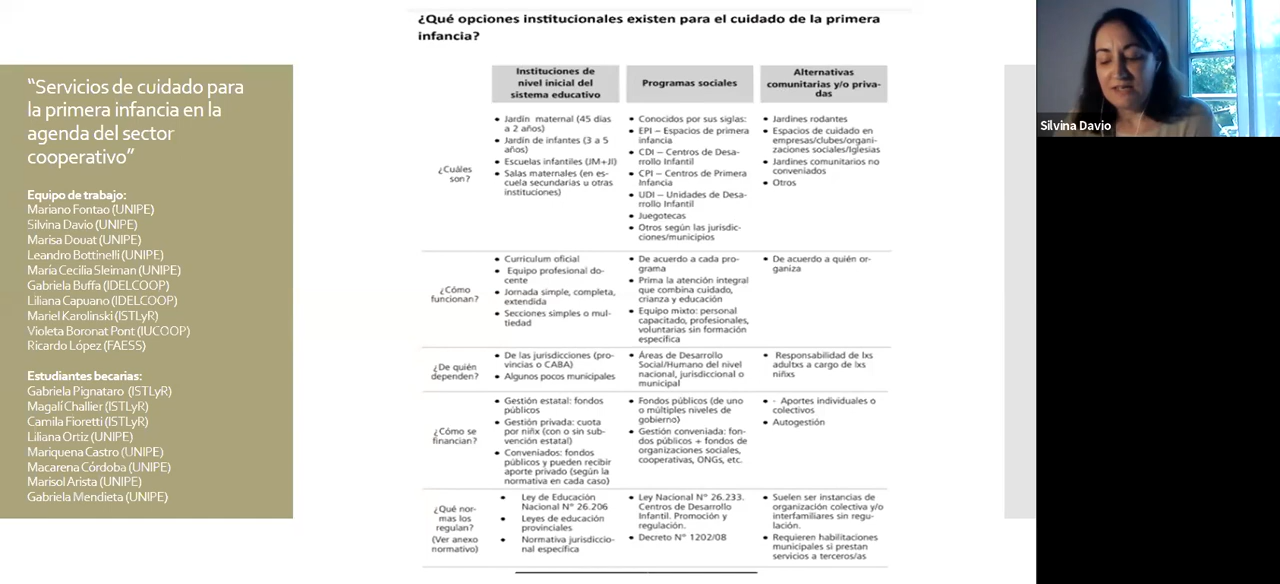 “Servicios de cuidado para
la primera infancia en la
agenda del sector
cooperativo”
Equipo de trabajo:
Mariano Fontao (UNIPE)
Silvina Davio (UNIPE)
Marisa Douat (UNIPE)
Leandro Bottinelli (UNIPE)
María Cecilia Sleiman (UNIPE)
Gabriela Buffa (IDELCOOP)
Liliana Capuano (IDELCOOP)
Mariel Karolinski (ISTLyR)
Violeta Boronat Pont (IUCOOP)
Ricardo López (FAESS)
Estudiantes becarias:
Gabriela Pignataro (ISTLyR)
Magalí Challier (ISTLyR)
Camila Fioretti (ISTLyR)
Liliana Ortiz (UNIPE)
Mariquena Castro (UNIPE)
Macarena Córdoba (UNIPE)
Marisol Arista (UNIPE)
Gabriela Mendieta (UNIPE)
¿Qué opciones institucionales existen para el cuidado de la primera
infancia?
Instituciones de
nivel inicial del
sistema educativo
Programas sociales
Alternativas
comunitarias y/o priva-
das
¿Cuáles
son?
• Jardín maternal (45 días
a 2 años)
• Jardín de infantes (3 a 5
años)
• Escuelas infantiles (JM+JI)
• Salas maternales (en es-
cuela secundarias u otras
instituciones)
• Conocidos por sus siglas:
• EPI – Espacios de primera
infancia
• CDI – Centros de Desa-
rrollo Infantil
• CPI – Centros de Primera
Infancia
• UDI – Unidades de Desa-
rrollo Infantil
• Juegotecas
• Otros según las jurisdic-
ciones/municipios
• Jardines rodantes
• Espacios de cuidado en
empresas/clubes/organi-
zaciones sociales/Iglesias
• Jardines comunitarios no
conveniados
• Otros
¿Cómo
funcionan?
• Curriculum oficial
• Equipo profesional do-
cente
• Jornada simple, completa,
extendida
• Secciones simples o mul-
tiedad
• De acuerdo a cada pro-
grama
• Prima la atención integral
que combina cuidado,
crianza y educación
• Equipo mixto: personal
capacitado, profesionales,
voluntarias sin formación
específica
• De acuerdo a quién or-
ganiza
¿De quién
dependen?
• De las jurisdicciones (pro-
vincias o CABA)
• Algunos pocos municipales
• Áreas de Desarrollo
Social/Humano del nivel
nacional, jurisdiccional o
municipal
• Responsabilidad de lxs
adultxs a cargo de lxs
niñxs
¿Cómo se
financian?
• Gestión estatal: fondos
públicos
• Gestión privada: cuota
por niñx (con o sin sub-
vención estatal)
• Conveniados: fondos
públicos y pueden recibir
aporte privado (según la
normativa en cada caso)
• Fondos públicos (de uno
o múltiples niveles de
gobierno)
• Gestión conveniada: fon-
dos públicos + fondos de
organizaciones sociales,
cooperativas, ONGs, etc.
• - Aportes individuales o
colectivos
• Autogestión
¿Qué nor-
mas los
regulan?
(Ver anexo
normativo)
• Ley de Educación
Nacional N° 26.206
• Leyes de educación
provinciales
• Normativa jurisdiccio-
nal específica
• Ley Nacional N° 26.233.
Centros de Desarrollo
Infantil. Promoción y
regulación.
• Decreto N° 1202/08
• Suelen ser instancias de
organización colectiva y/o
interfamiliares sin regu-
lación.
• Requieren habilitaciones
municipales si prestan
servicios a terceros/as
Silvina Davio